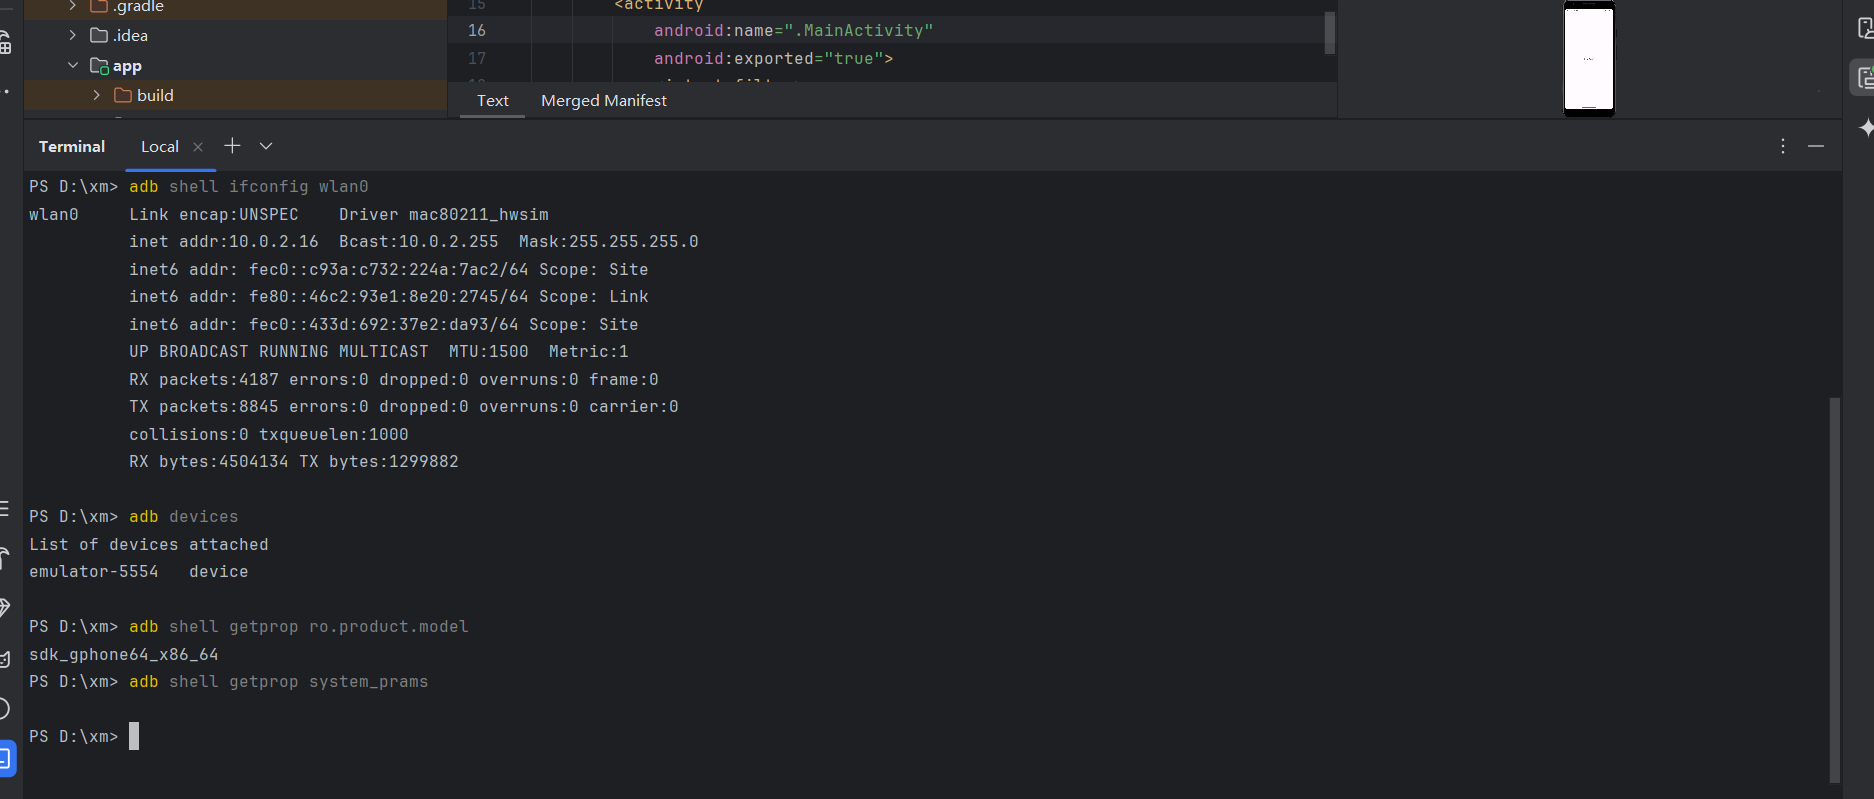 .gradle
.idea
app
build
15 <activity
16 android:name=".MainActivity"
17 android:exported="true">
Text Merged Manifest
Terminal Local
PS D:\xm> adb shell ifconfig wlan0
wlan0 Link encap:UNSPEC Driver mac80211_hwsim
inet addr:10.0.2.16 Bcast:10.0.2.255 Mask:255.255.255.0
inet6 addr: fec0::c93a:c732:224a:7ac2/64 Scope: Site
inet6 addr: fe80::46c2:93e1:8e20:2745/64 Scope: Link
inet6 addr: fec0::433d:692:37e2:da93/64 Scope: Site
UP BROADCAST RUNNING MULTICAST MTU:1500 Metric:1
RX packets:4187 errors:0 dropped:0 overruns:0 frame:0
TX packets:8845 errors:0 dropped:0 overruns:0 carrier:0
collisions:0 txqueuelen:1000
RX bytes:4504134 TX bytes:1299882
PS D:\xm> adb devices
List of devices attached
emulator-5554 device
PS D:\xm> adb shell getprop ro.product.model
sdk_gphone64_x86_64
PS D:\xm> adb shell getprop system_prams
PS D:\xm>